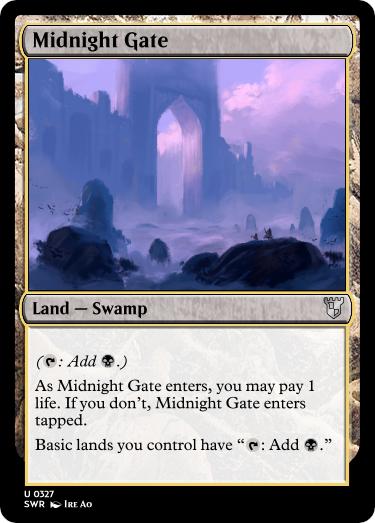 Midnight Gate
Land — Swamp
(: Add .)
As Midnight Gate enters, you may pay 1
life. If you don't, Midnight Gate enters
tapped.
Basic lands you control have “: Add .”
U 0327
SWR Ire Ao